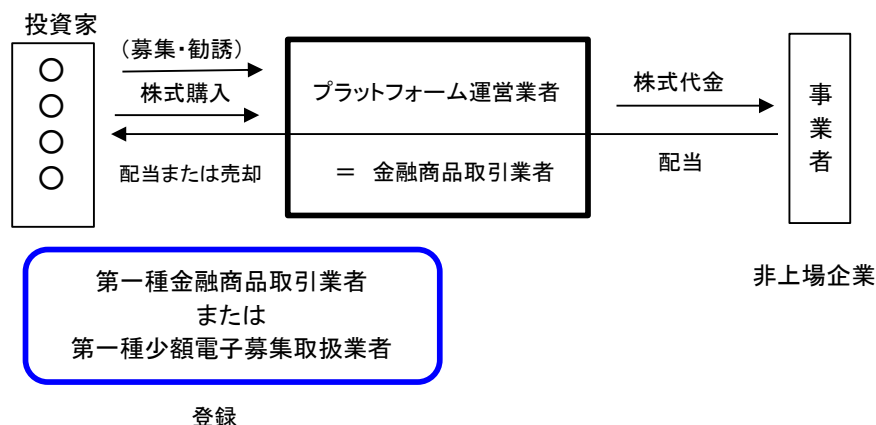 投資家
(募集・勧誘)
株式購入
配当または売却
プラットフォーム運営業者
= 金融商品取引業者
株式代金
配当
事業者
非上場企業
第一種金融商品取引業者
または
第一種少額電子募集取扱業者
登録